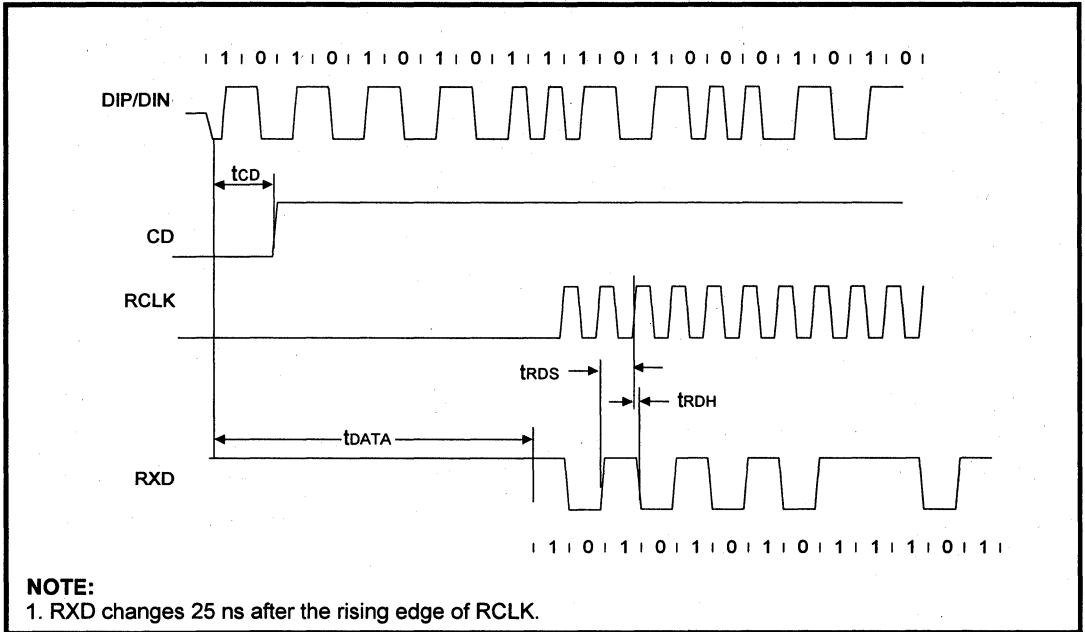 | 1 | 0 | 1 | 0 | 1 | 0 | 1 | 0 | 1 | 1 | 1 | 0 | 1 | 0 | 0 | 0 | 1 | 0 | 1 | 0 |
DIP/DIN
tCD
CD
RCLK
tRDS
tRDH
tDATA
RXD
| 1 | 0 | 1 | 0 | 1 | 0 | 1 | 0 | 1 | 1 | 1 | 0 | 1 |
NOTE:
1. RXD changes 25 ns after the rising edge of RCLK.